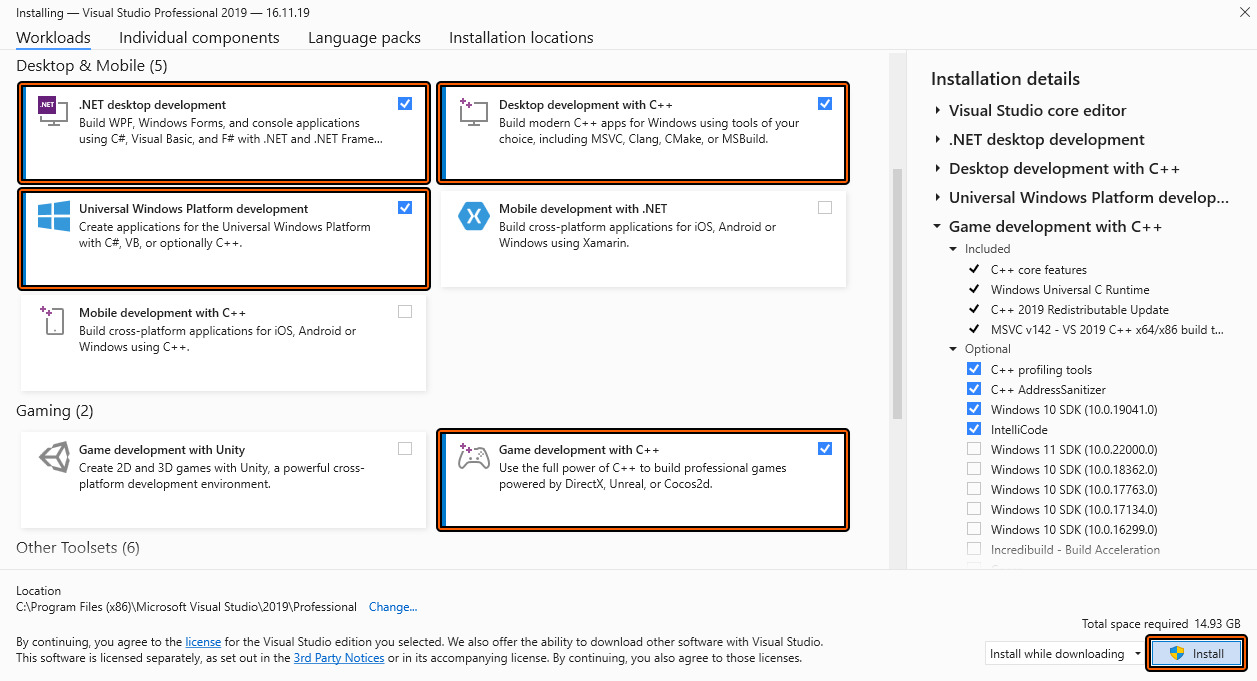 Installing — Visual Studio Professional 2019 — 16.11.19
Workloads
Individual components
Language packs
Installation locations
Desktop & Mobile (5)
.NET
.NET desktop development
Build WPF, Windows Forms, and console applications
using C#, Visual Basic, and F# with .NET and .NET Frame...
Desktop development with C++
Build modern C++ apps for Windows using tools of your
choice, including MSVC, Clang, CMake, or MSBuild.
Universal Windows Platform development
Create applications for the Universal Windows Platform
with C#, VB, or optionally C++.
Mobile development with .NET
Build cross-platform applications for iOS, Android or
Windows using Xamarin.
Mobile development with C++
Build cross-platform applications for iOS, Android or
Windows using C++.
Gaming (2)
Game development with Unity
Create 2D and 3D games with Unity, a powerful cross-
platform development environment.
Game development with C++
Use the full power of C++ to build professional games
powered by DirectX, Unreal, or Cocos2d.
Other Toolsets (6)
Installation details
Visual Studio core editor
.NET desktop development
Desktop development with C++
Universal Windows Platform develop...
Game development with C++
Included
C++ core features
Windows Universal C Runtime
C++ 2019 Redistributable Update
MSVC v142 - VS 2019 C++ x64/x86 build t...
Optional
C++ profiling tools
C++ AddressSanitizer
Windows 10 SDK (10.0.19041.0)
IntelliCode
Windows 11 SDK (10.0.22000.0)
Windows 10 SDK (10.0.18362.0)
Windows 10 SDK (10.0.17763.0)
Windows 10 SDK (10.0.17134.0)
Windows 10 SDK (10.0.16299.0)
Incredibuild - Build Acceleration
Location
C:\Program Files (x86)\Microsoft Visual Studio\2019\Professional Change...
By continuing, you agree to the license for the Visual Studio edition you selected. We also offer the ability to download other software with Visual Studio.
This software is licensed separately, as set out in the 3rd Party Notices or in its accompanying license. By continuing, you also agree to those licenses.
Total space required 14.93 GB
Install while downloading
Install